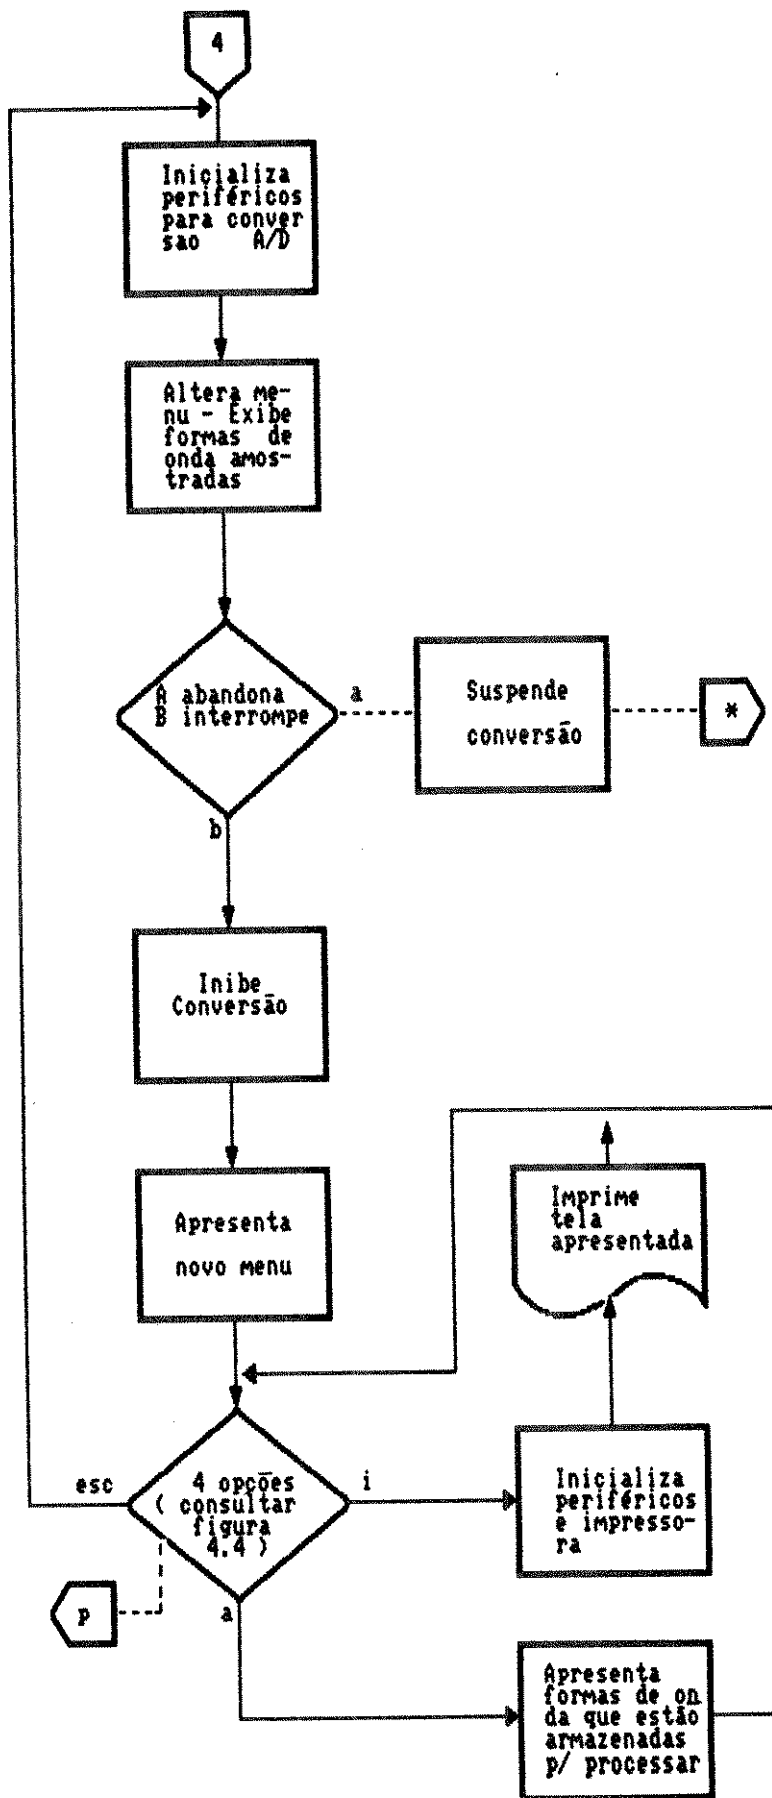 4
Inicializa
periféricos
para conver
sao A/D
Altera me-
nu - Exibe
formas de
onda amos-
tradas
A abandona
B interrompe
a
Suspende
conversão
*
b
Inibe
Conversão
Apresenta
novo menu
Imprime
tela
apresentada
esc
4 opções
( consultar
figura
4.4 )
i
Inicializa
periféricos
e impresso-
ra
p
a
Apresenta
formas de on
da que estão
armazenadas
p/ processar